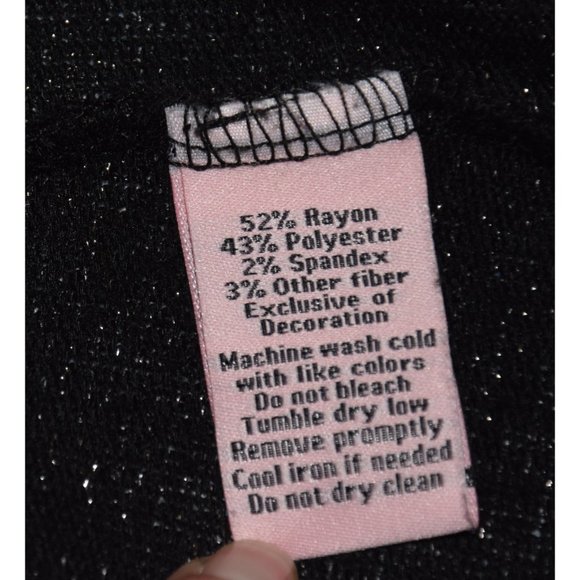 52% Rayon
43% Polyester
2% Spandex
3% Other fiber
Exclusive of
Decoration
Machine wash cold
with like colors
Do not bleach
Tumble dry low
Remove promptly
Cool iron if needed
Do not dry clean